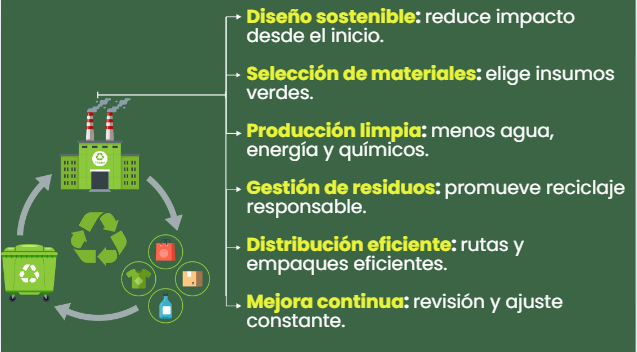 Diseño sostenible: reduce impacto
desde el inicio.
Selección de materiales: elige insumos
verdes.
Producción limpia: menos agua,
energía y químicos.
Gestión de residuos: promueve reciclaje
responsable.
Distribución eficiente: rutas y
empaques eficientes.
Mejora continua: revisión y ajuste
constante.